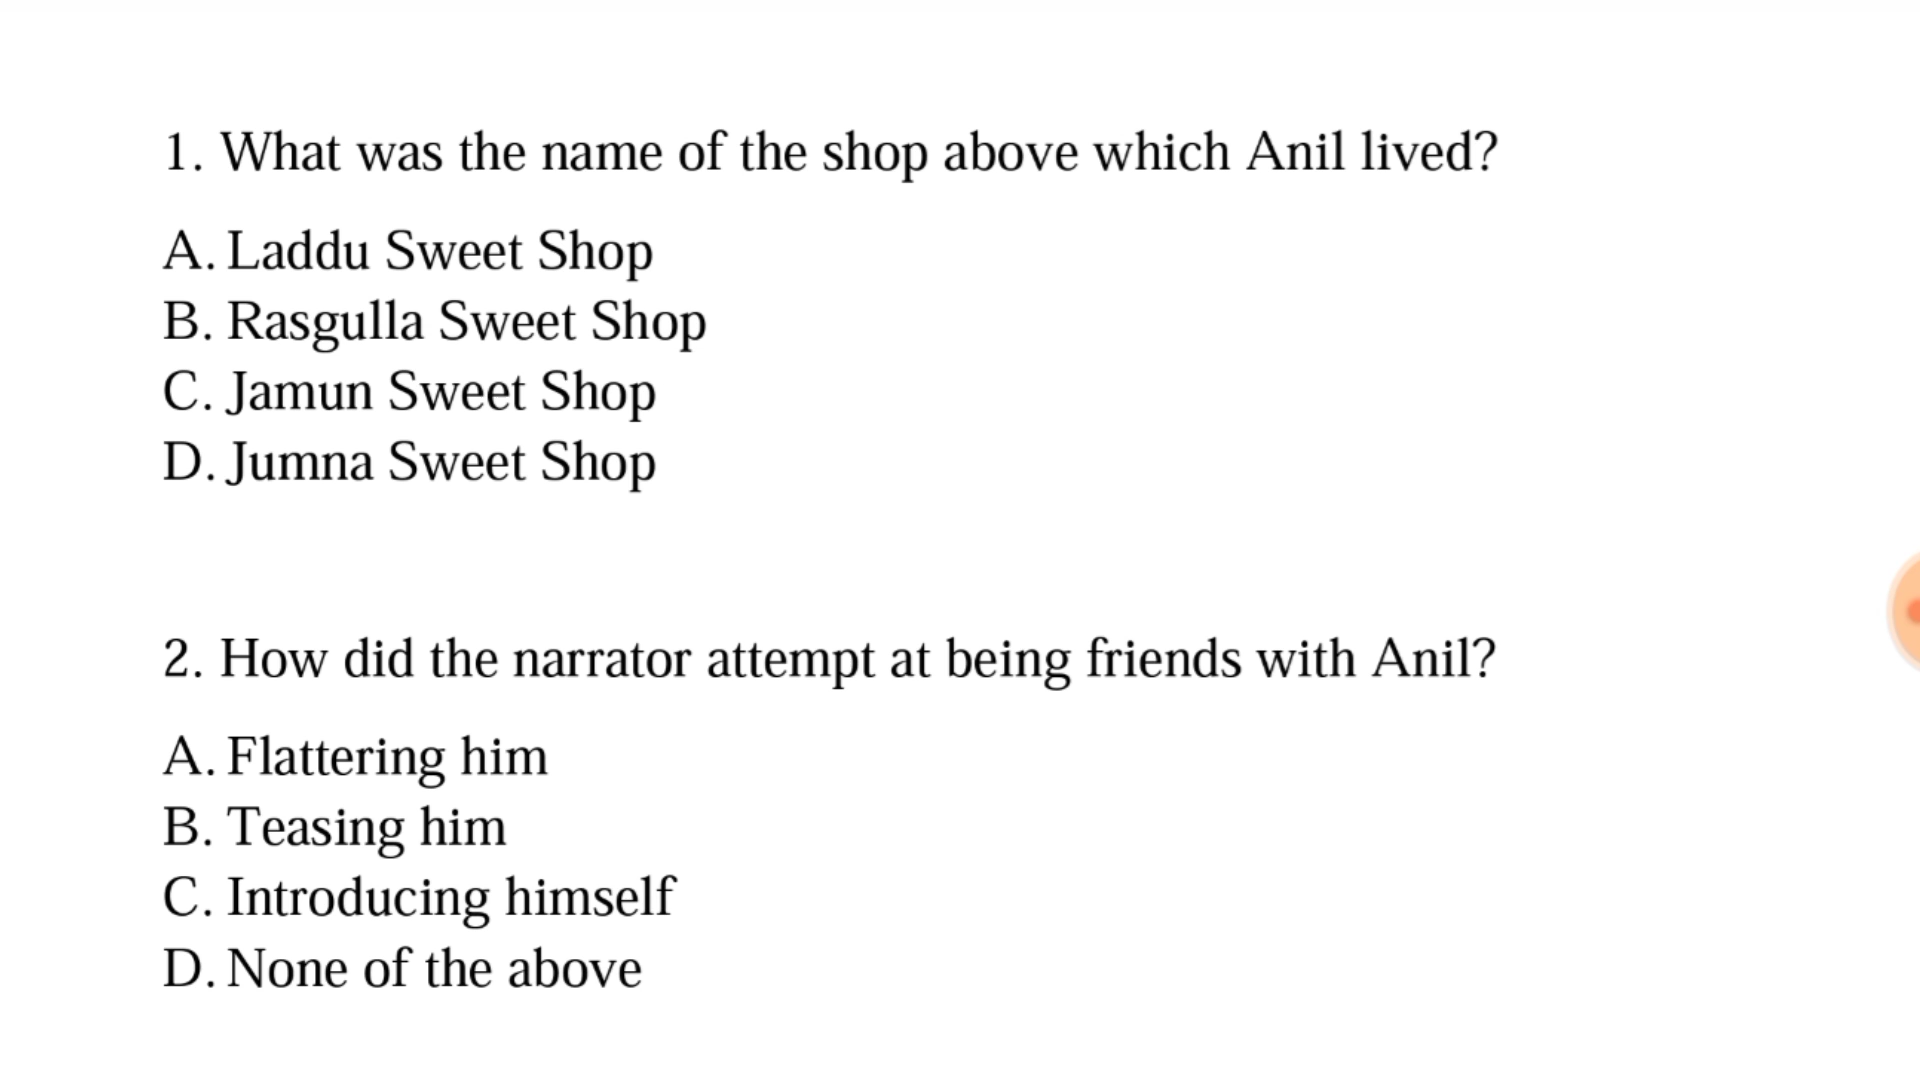 1. What was the name of the shop above which Anil lived?
A. Laddu Sweet Shop
B. Rasgulla Sweet Shop
C. Jamun Sweet Shop
D. Jumna Sweet Shop
2. How did the narrator attempt at being friends with Anil?
A. Flattering him
B. Teasing him
C. Introducing himself
D. None of the above